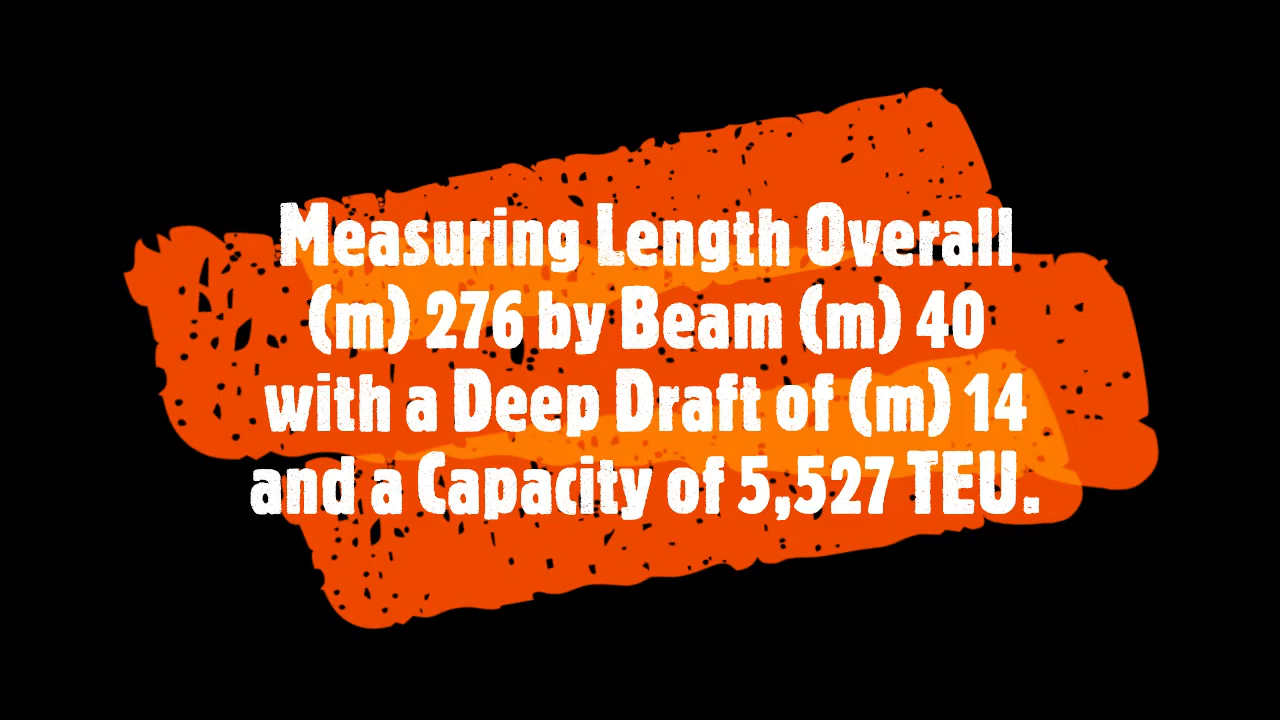 Measuring Length Overall
(m) 276 by Beam (m) 40
with a Deep Draft of (m) 14
and a Capacity of 5,527 TEU.